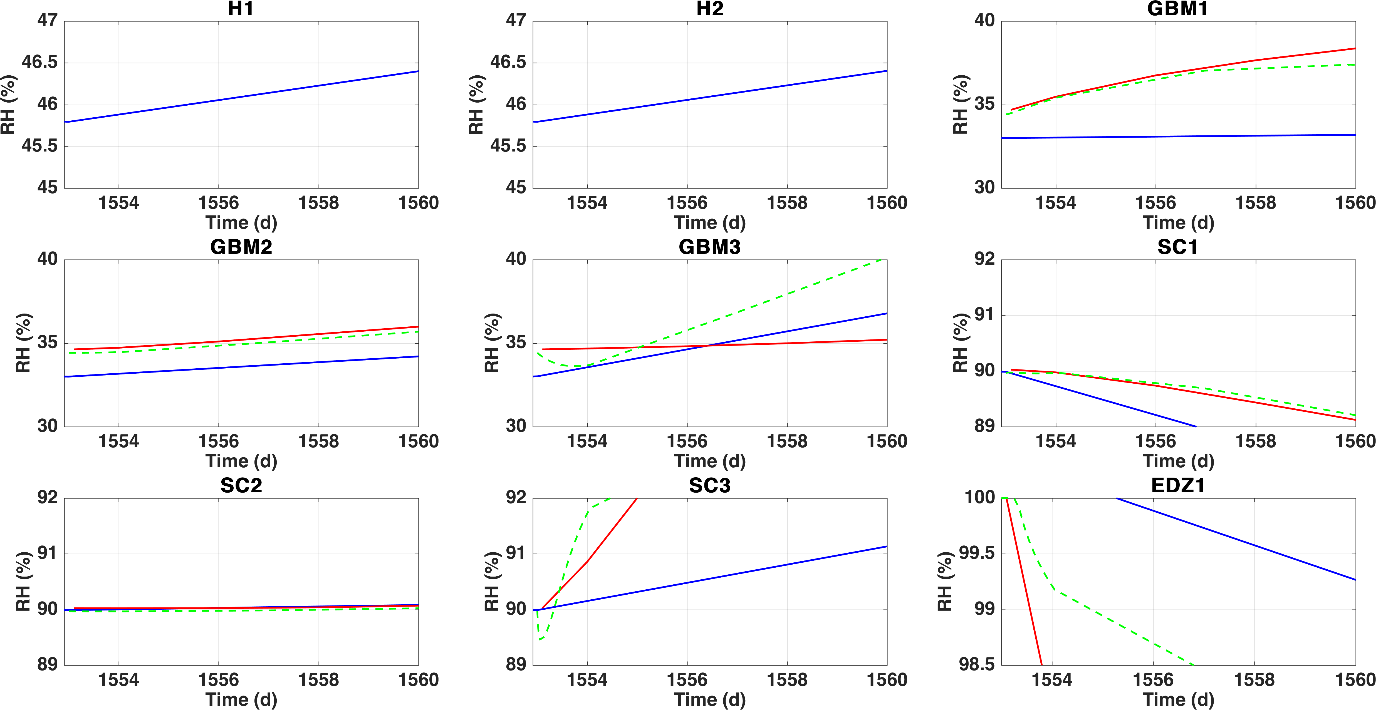 H1
47
46.5
46
45.5
45
RH (%)
1554 1556 1558 1560
Time (d)
H2
47
46.5
46
45.5
45
RH (%)
1554 1556 1558 1560
Time (d)
GBM1
40
35
30
RH (%)
1554 1556 1558 1560
Time (d)
GBM2
40
35
30
RH (%)
1554 1556 1558 1560
Time (d)
GBM3
40
35
30
RH (%)
1554 1556 1558 1560
Time (d)
SC1
92
91
90
89
RH (%)
1554 1556 1558 1560
Time (d)
SC2
92
91
90
89
RH (%)
1554 1556 1558 1560
Time (d)
SC3
92
91
90
89
RH (%)
1554 1556 1558 1560
Time (d)
EDZ1
100
99.5
99
98.5
RH (%)
1554 1556 1558 1560
Time (d)